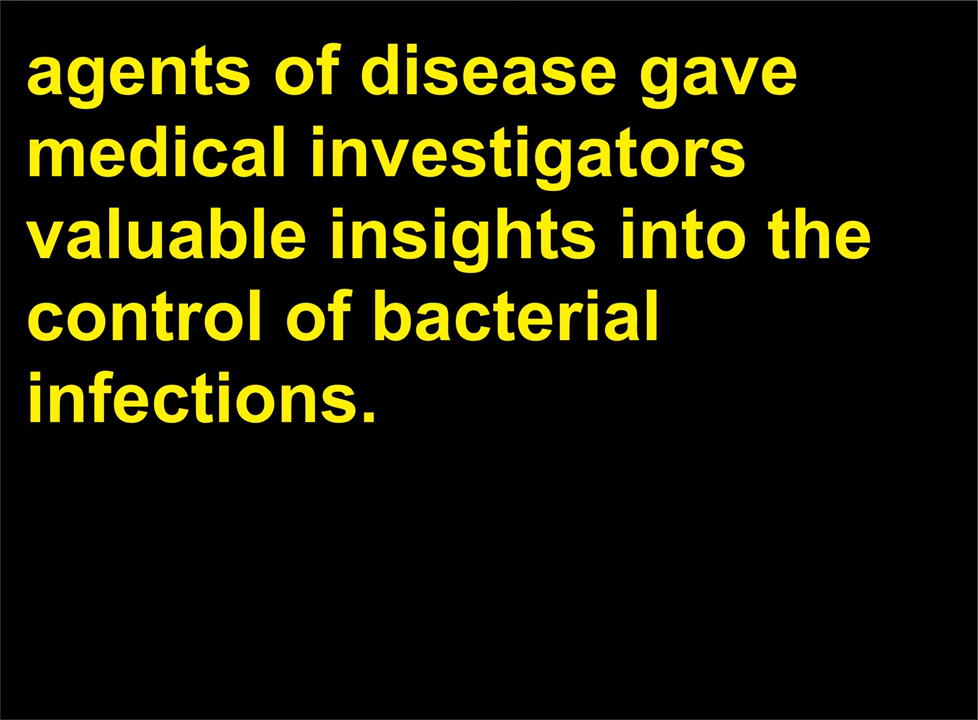 agents of disease gave
medical investigators
valuable insights into the
control of bacterial
infections.